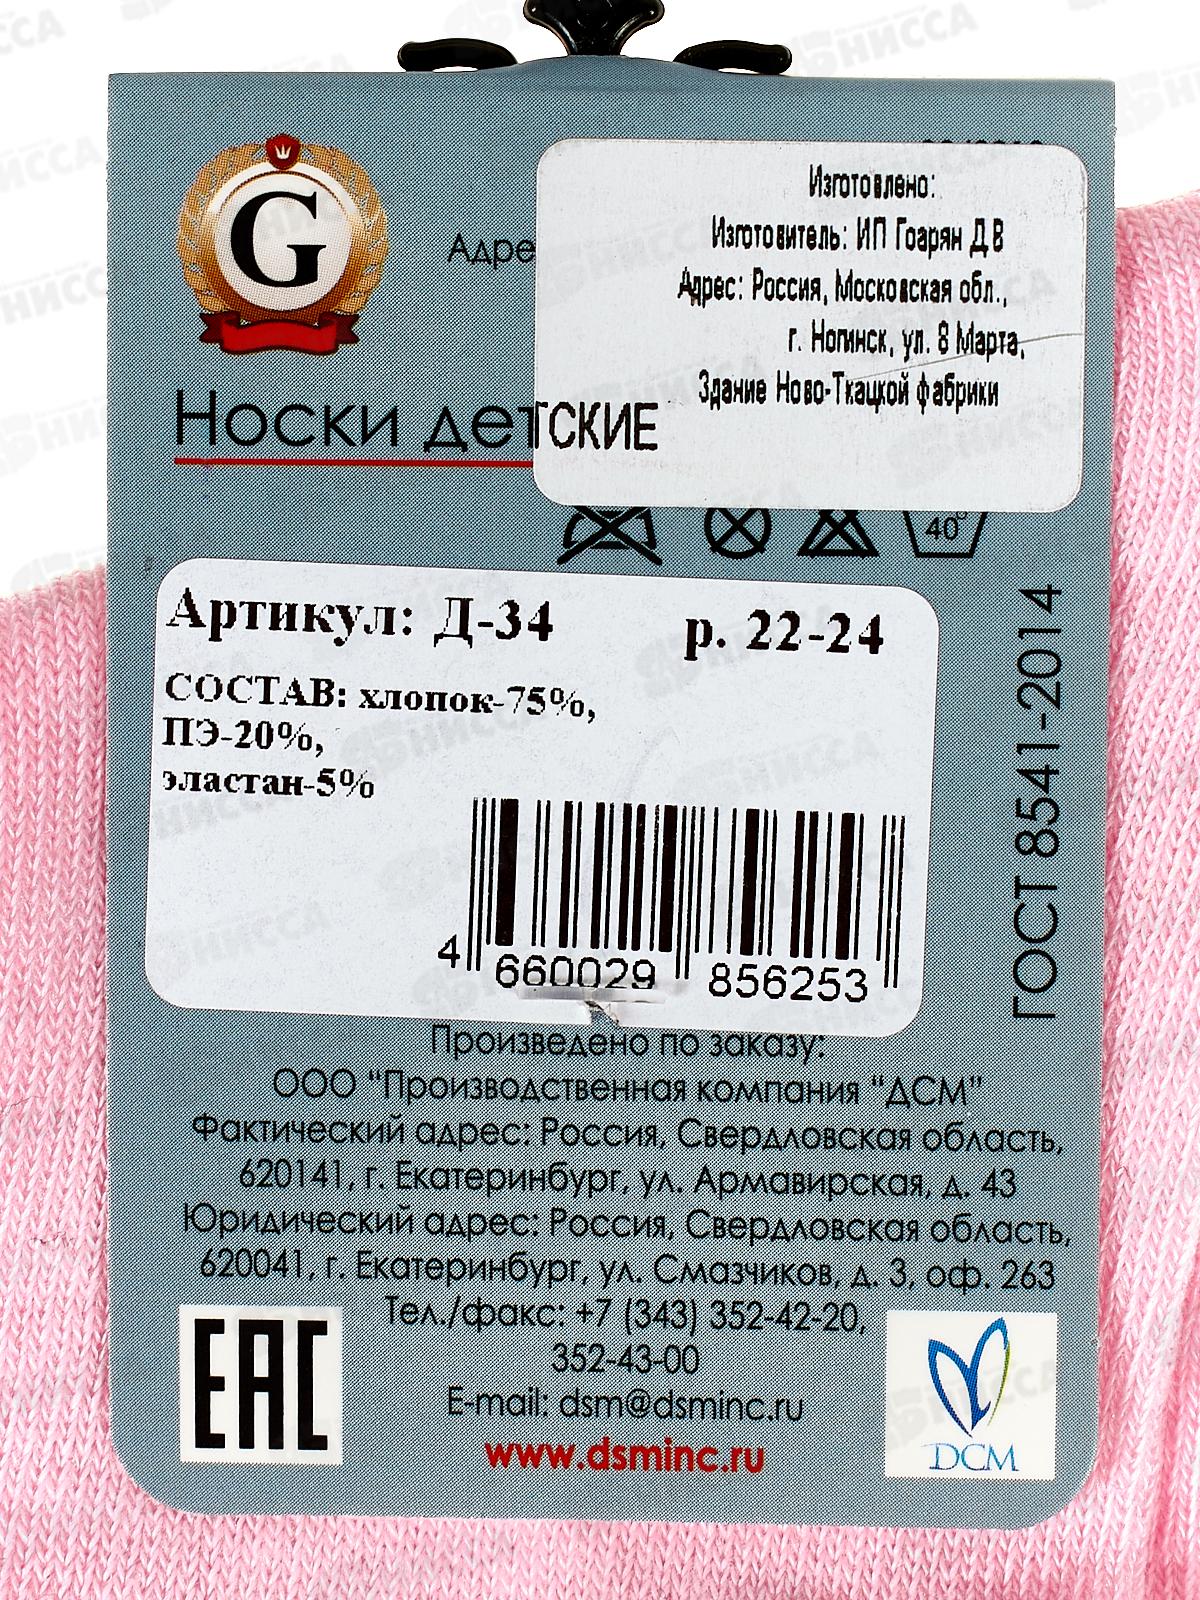 G
Изготовлено:
Изготовитель: ИП Гоарян Д В
Адрес: Россия, Московская обл.,
г. Ногинск, ул. 8 Марта,
Здание Ново-Ткацкой фабрики
Адре
Носки детские
40°
Артикул: Д-34 р. 22-24
СОСТАВ: хлопок-75%,
ПЭ-20%,
эластан-5%
4 660029 856253
ГОСТ 8541-2014
Произведено по заказу:
ООО "Производственная компания "ДСМ"
Фактический адрес: Россия, Свердловская область,
620141, г. Екатеринбург, ул. Армавирская, д. 43
Юридический адрес: Россия, Свердловская область,
620041, г. Екатеринбург, ул. Смазчиков, д. 3, оф. 263
Тел./факс: +7 (343) 352-42-20,
352-43-00
E-mail: dsm@dsminc.ru
www.dsminc.ru
EAC
DCM